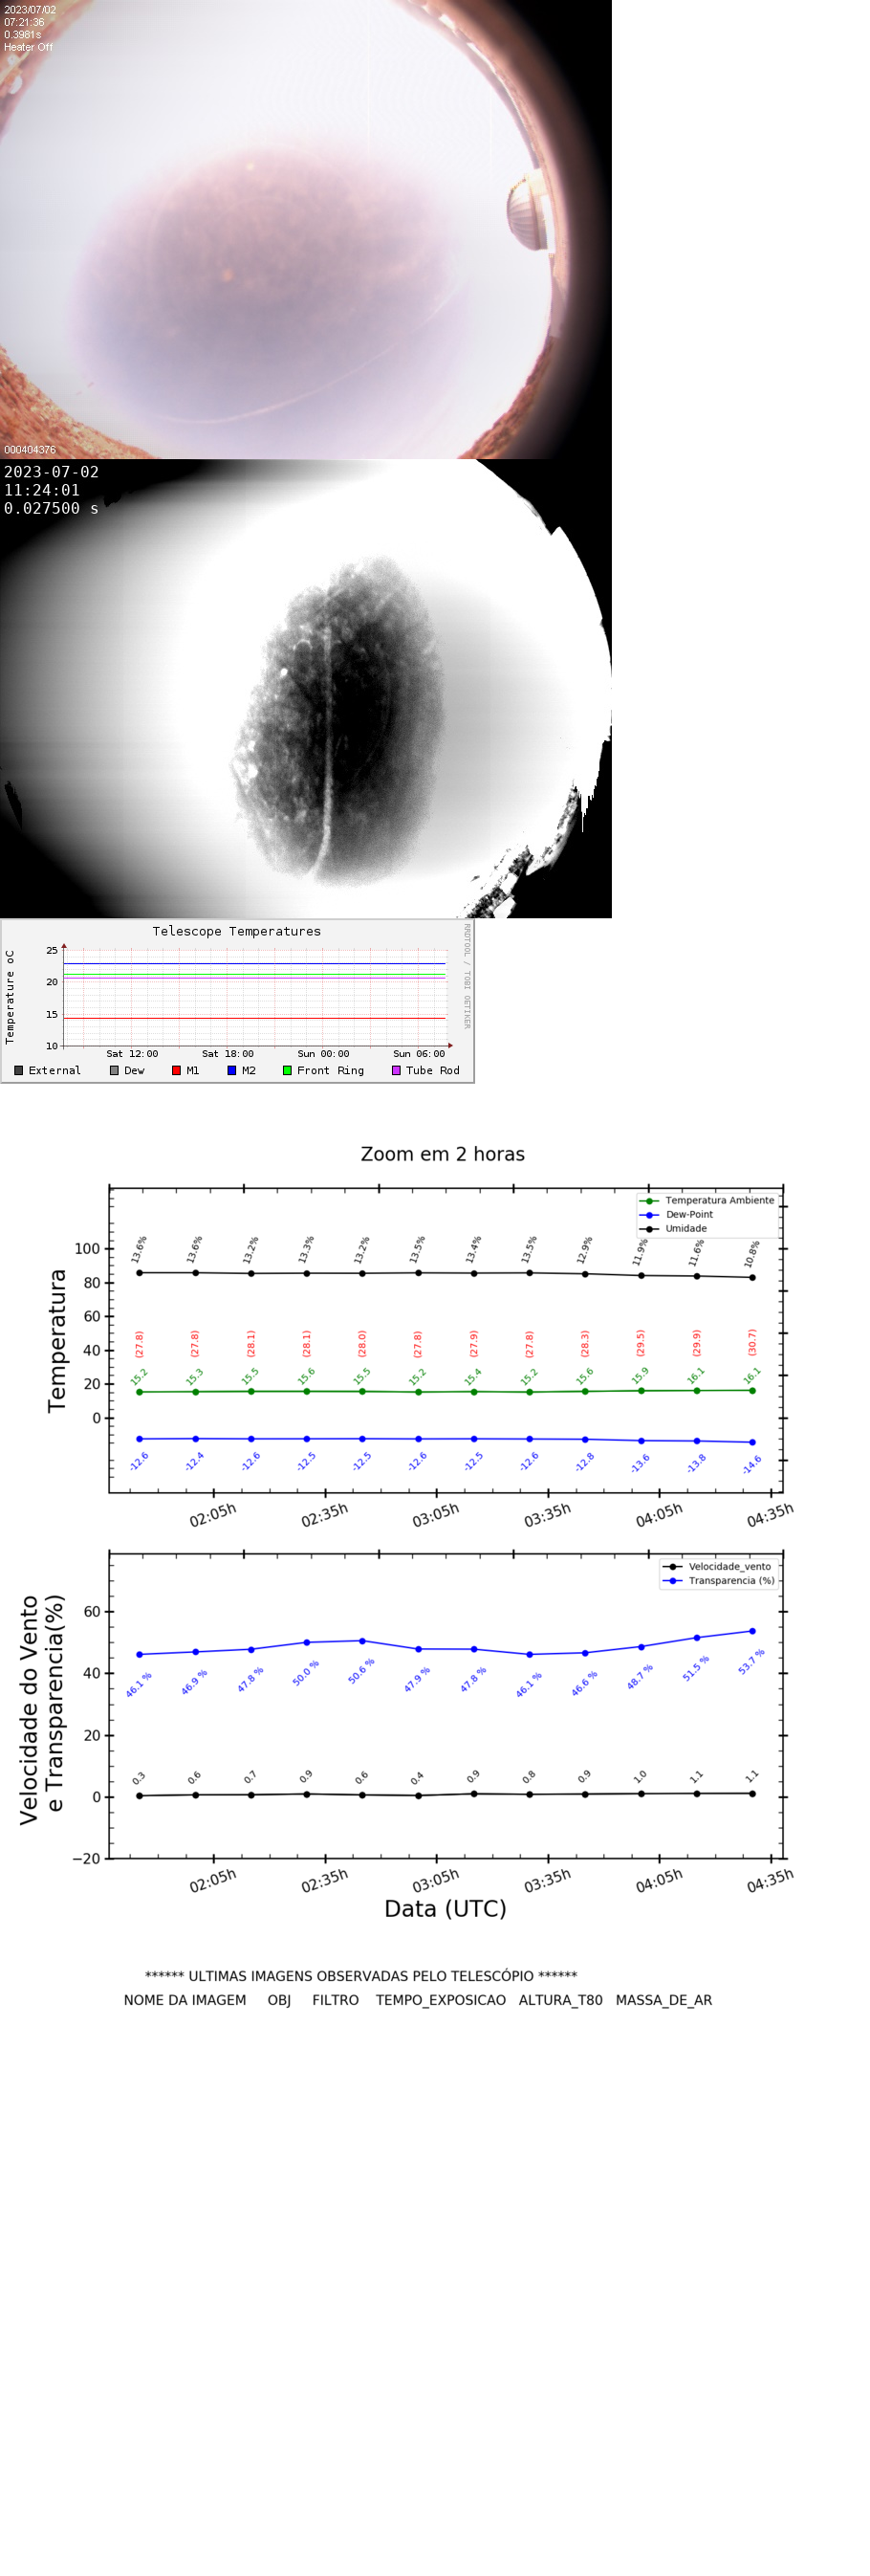 2023/07/02
07:21:36
0.3981s
Heater Off
000404376
2023-07-02
11:24:01
0.027500 s
Telescope Temperatures
RRDTOOL / TOBI OETIKER
Temperature oC
25
20
15
10
Sat 12:00 Sat 18:00 Sun 00:00 Sun 06:00
External Dew M1 M2 Front Ring Tube Rod
Zoom em 2 horas
Temperatura Ambiente
Dew-Point
Umidade
Temperatura
100
80
60
40
20
0
13.6% 13.6% 13.2% 13.3% 13.2% 13.5% 13.4% 13.5% 12.9% 11.9% 11.6% 10.8%
(27.8) (27.8) (28.1) (28.1) (28.0) (27.8) (27.9) (27.8) (28.3) (29.5) (29.9) (30.7)
15.2 15.3 15.5 15.6 15.5 15.2 15.4 15.2 15.6 15.9 16.1 16.1
-12.6 -12.4 -12.6 -12.5 -12.5 -12.6 -12.5 -12.6 -12.8 -13.6 -13.8 -14.6
02:05h 02:35h 03:05h 03:35h 04:05h 04:35h
Velocidade_vento
Transparencia (%)
Velocidade do Vento
e Transparencia(%)
60
40
20
0
−20
46.1 % 46.9 % 47.8 % 50.0 % 50.6 % 47.9 % 47.8 % 46.1 % 46.6 % 48.7 % 51.5 % 53.7 %
0.3 0.6 0.7 0.9 0.6 0.4 0.9 0.8 0.9 1.0 1.1 1.1
02:05h 02:35h 03:05h 03:35h 04:05h 04:35h
Data (UTC)
****** ULTIMAS IMAGENS OBSERVADAS PELO TELESCÓPIO ******
NOME DA IMAGEM OBJ FILTRO TEMPO_EXPOSICAO ALTURA_T80 MASSA_DE_AR